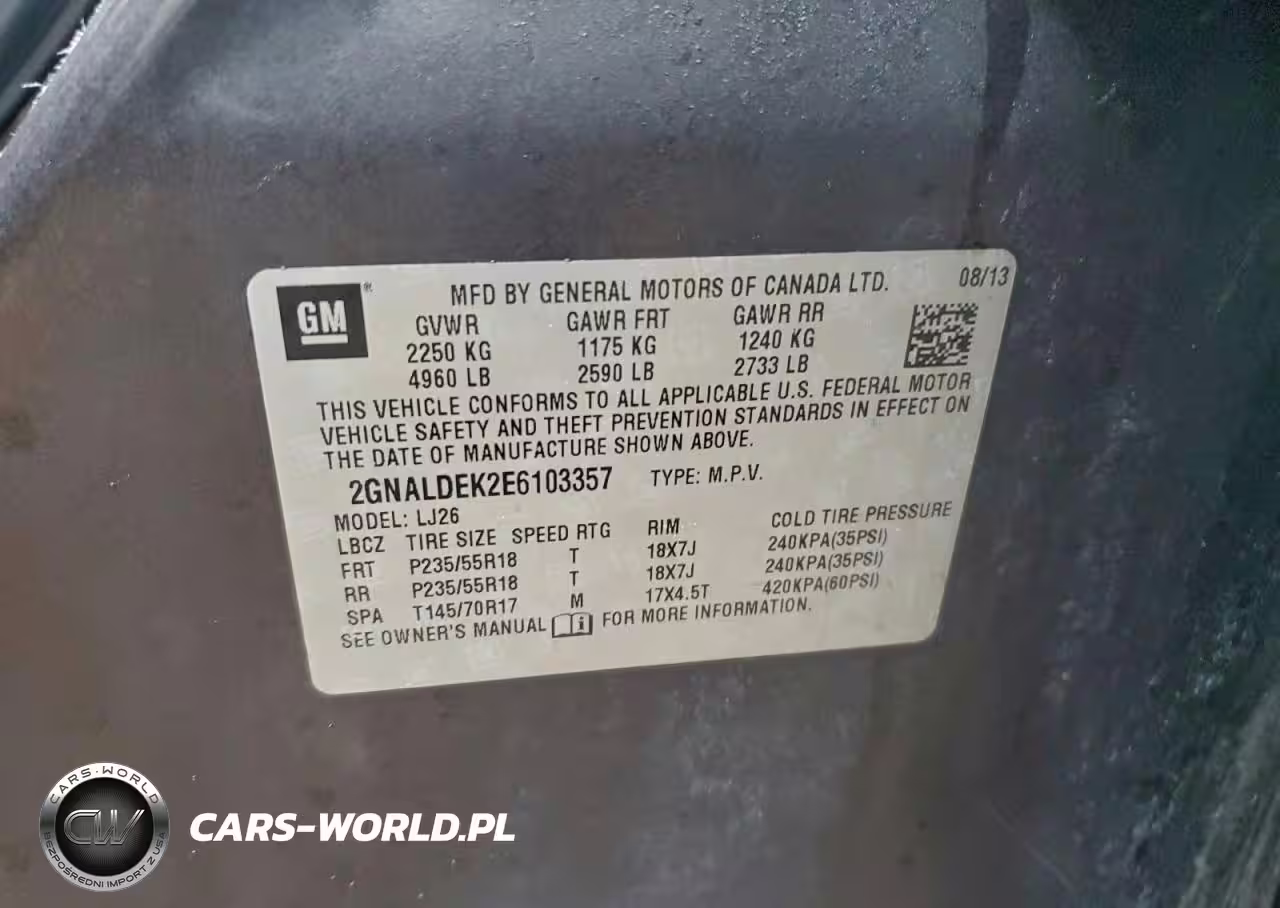 GM ®
MFD BY GENERAL MOTORS OF CANADA LTD. 08/13
GVWR GAWR FRT GAWR RR
2250 KG 1175 KG 1240 KG
4960 LB 2590 LB 2733 LB
THIS VEHICLE CONFORMS TO ALL APPLICABLE U.S. FEDERAL MOTOR
VEHICLE SAFETY AND THEFT PREVENTION STANDARDS IN EFFECT ON
THE DATE OF MANUFACTURE SHOWN ABOVE.
2GNALDEK2E6103357 TYPE: M.P.V.
MODEL: LJ26
LBCZ TIRE SIZE SPEED RTG RIM COLD TIRE PRESSURE
FRT P235/55R18 T 18X7J 240KPA(35PSI)
RR P235/55R18 T 18X7J 240KPA(35PSI)
SPA T145/70R17 M 17X4.5T 420KPA(60PSI)
SEE OWNER'S MANUAL i FOR MORE INFORMATION.
CARS-WORLD
CW
BEZPOŚREDNI IMPORT Z USA
CARS-WORLD.PL